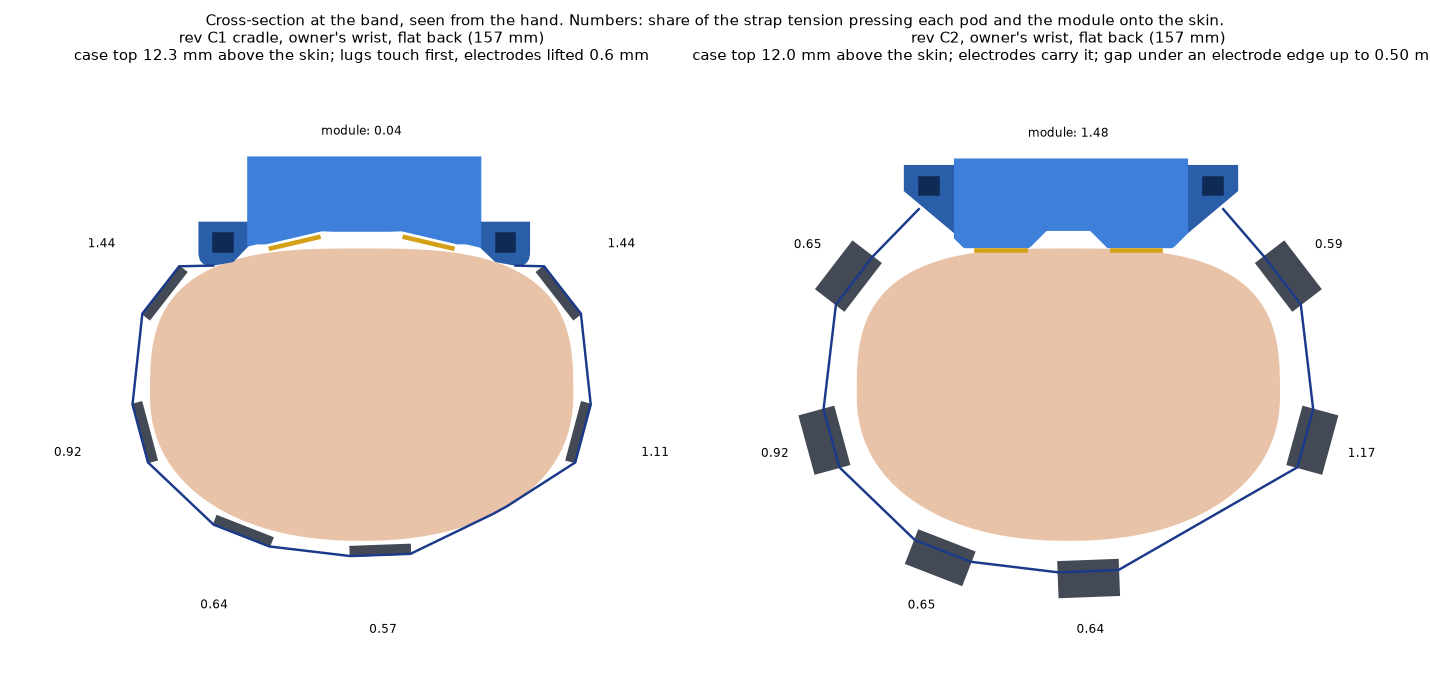 Cross-section at the band, seen from the hand. Numbers: share of the strap tension pressing each pod and the module onto the skin.
rev C1 cradle, owner's wrist, flat back (157 mm)
case top 12.3 mm above the skin; lugs touch first, electrodes lifted 0.6 mm
rev C2, owner's wrist, flat back (157 mm)
case top 12.0 mm above the skin; electrodes carry it; gap under an electrode edge up to 0.50 m
module: 0.04
module: 1.48
1.44
1.44
0.65
0.59
0.92
1.11
0.92
1.17
0.64
0.57
0.65
0.64